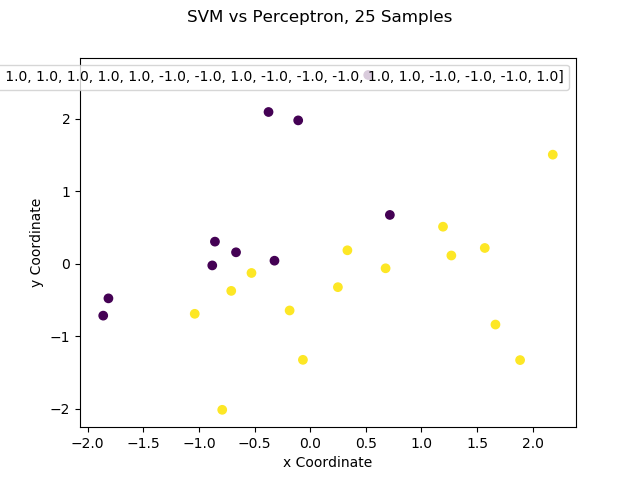 SVM vs Perceptron, 25 Samples
1.0, 1.0, 1.0, 1.0, 1.0, -1.0, -1.0, 1.0, -1.0, -1.0, -1.0, 1.0, 1.0, -1.0, -1.0, -1.0, 1.0]
2
1
0
−1
−2
y Coordinate
−2.0 −1.5 −1.0 −0.5 0.0 0.5 1.0 1.5 2.0
x Coordinate